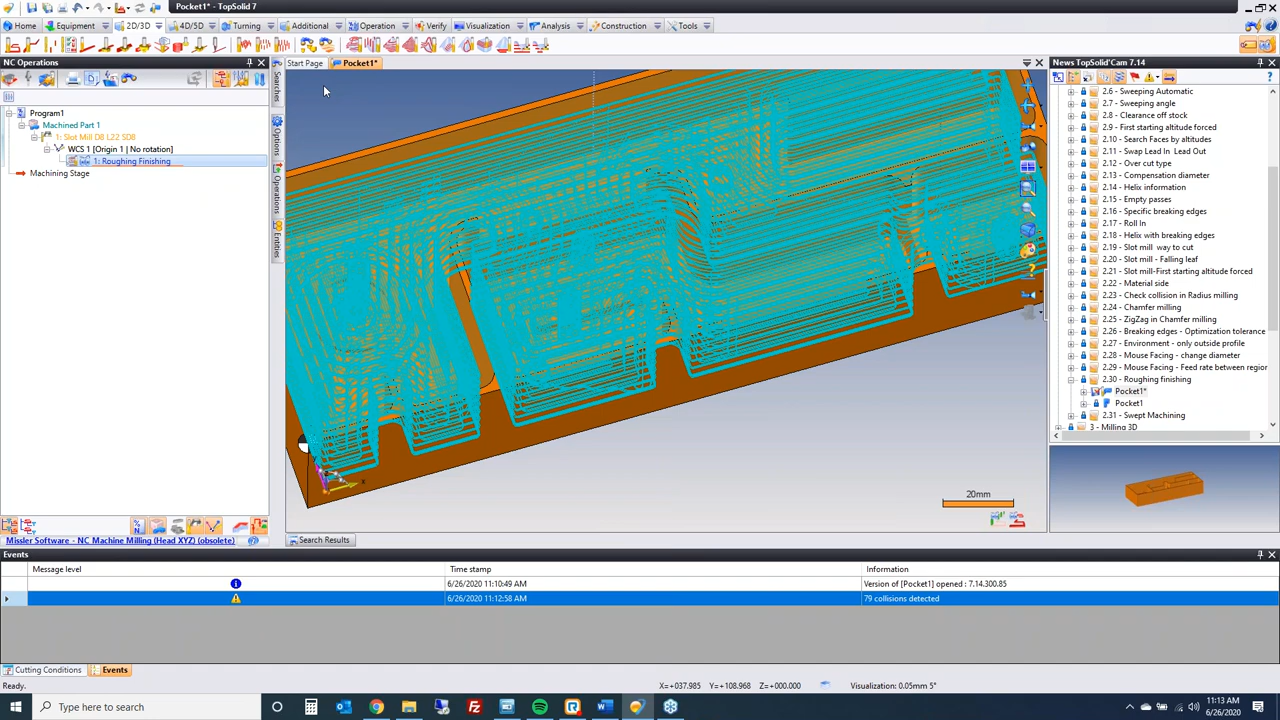 Pocket1* - TopSolid 7
Home Equipment 2D/3D 4D/5D Turning Additional Operation Verify Visualization Analysis Construction Tools
NC Operations
Program1
Machined Part 1
1: Slot Mill D8 L22 SD8
WCS 1 [Origin 1 | No rotation]
1: Roughing Finishing
Machining Stage
Missler Software - NC Machine Milling (Head XYZ) (obsolete)
Searches
Options
Operations
Entities
Start Page Pocket1*
20mm
Search Results
News TopSolid'Cam 7.14
2.6 - Sweeping Automatic
2.7 - Sweeping angle
2.8 - Clearance off stock
2.9 - First starting altitude forced
2.10 - Search Faces by altitudes
2.11 - Swap Lead In Lead Out
2.12 - Over cut type
2.13 - Compensation diameter
2.14 - Helix information
2.15 - Empty passes
2.16 - Specific breaking edges
2.17 - Roll In
2.18 - Helix with breaking edges
2.19 - Slot mill way to cut
2.20 - Slot mill - Falling leaf
2.21 - Slot mill-First starting altitude forced
2.22 - Material side
2.23 - Check collision in Radius milling
2.24 - Chamfer milling
2.25 - ZigZag in Chamfer milling
2.26 - Breaking edges - Optimization tolerance
2.27 - Environment - only outside profile
2.28 - Mouse Facing - change diameter
2.29 - Mouse Facing - Feed rate between region
2.30 - Roughing finishing
Pocket1*
Pocket1
2.31 - Swept Machining
3 - Milling 3D
Events
Message level Time stamp Information
6/26/2020 11:10:49 AM Version of [Pocket1] opened : 7.14.300.85
6/26/2020 11:12:58 AM 79 collisions detected
Cutting Conditions Events
Ready. X=+037.985 Y=+108.968 Z=+000.000 Visualization: 0.05mm 5°
Type here to search
11:13 AM
6/26/2020